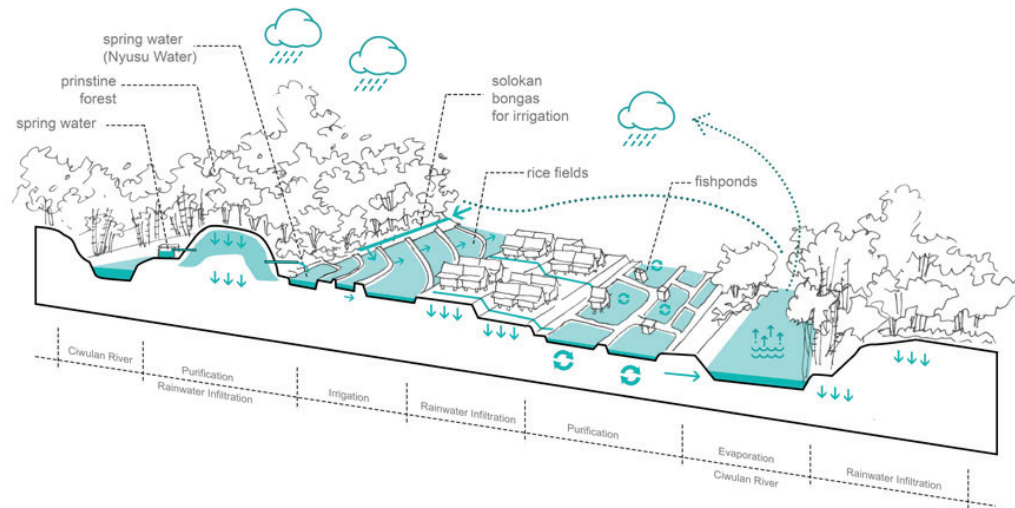 spring water
(Nyusu Water)
prinstine
forest
spring water
solokan
bongas
for irrigation
rice fields
fishponds
Ciwulan River
Purification
Rainwater Infiltration
Irrigation
Rainwater Infiltration
Purification
Evaporation
Ciwulan River
Rainwater Infiltration